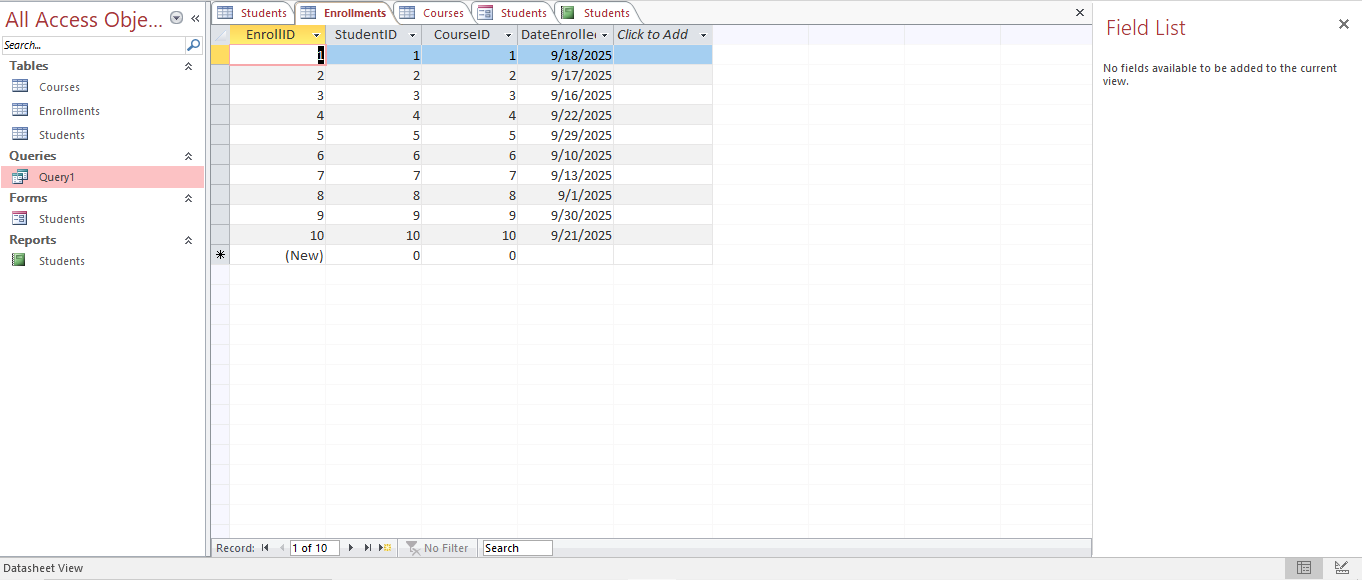 All Access Obje...
Search...
Tables
Courses
Enrollments
Students
Queries
Query1
Forms
Students
Reports
Students
Students Enrollments Courses Students Students
EnrollID StudentID CourseID DateEnrolle Click to Add
1 1 1 9/18/2025
2 2 2 9/17/2025
3 3 3 9/16/2025
4 4 4 9/22/2025
5 5 5 9/29/2025
6 6 6 9/10/2025
7 7 7 9/13/2025
8 8 8 9/1/2025
9 9 9 9/30/2025
10 10 10 9/21/2025
(New) 0 0
Record: 1 of 10 No Filter Search
Field List
No fields available to be added to the current
view.
Datasheet View